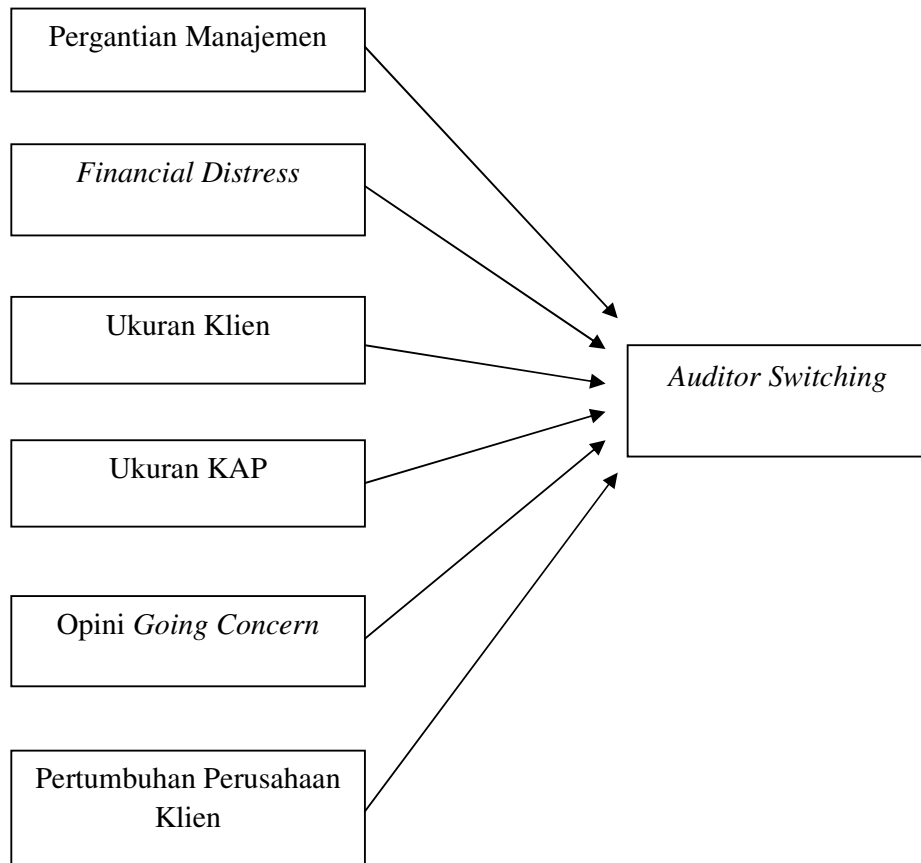 Pergantian Manajemen
Financial Distress
Ukuran Klien
Auditor Switching
Ukuran KAP
Opini Going Concern
Pertumbuhan Perusahaan
Klien